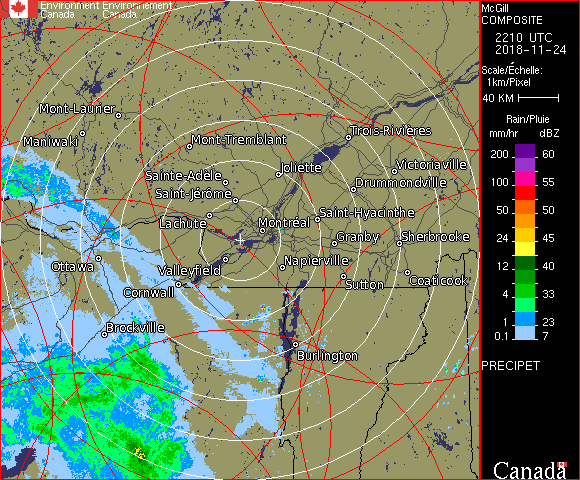 Environment Environnement
Canada Canada
McGill
COMPOSITE
2210 UTC
2018-11-24
Scale/Échelle:
1km/Pixel
40 KM
Rain/Pluie
mm/hr dBZ
200 60
100 55
50 50
24 45
12 40
4 33
1 23
0.1 7
PRECIPET
Mont-Laurier
Maniwaki
Mont-Tremblant
Trois-Rivières
Sainte-Adèle
Joliette
Victoriaville
Saint-Jérôme
Drummondville
Lachute
Montréal
Saint-Hyacinthe
Granby
Sherbrooke
Ottawa
Valleyfield
Napierville
Cornwall
Sutton
Coaticook
Brockville
Burlington
Canada